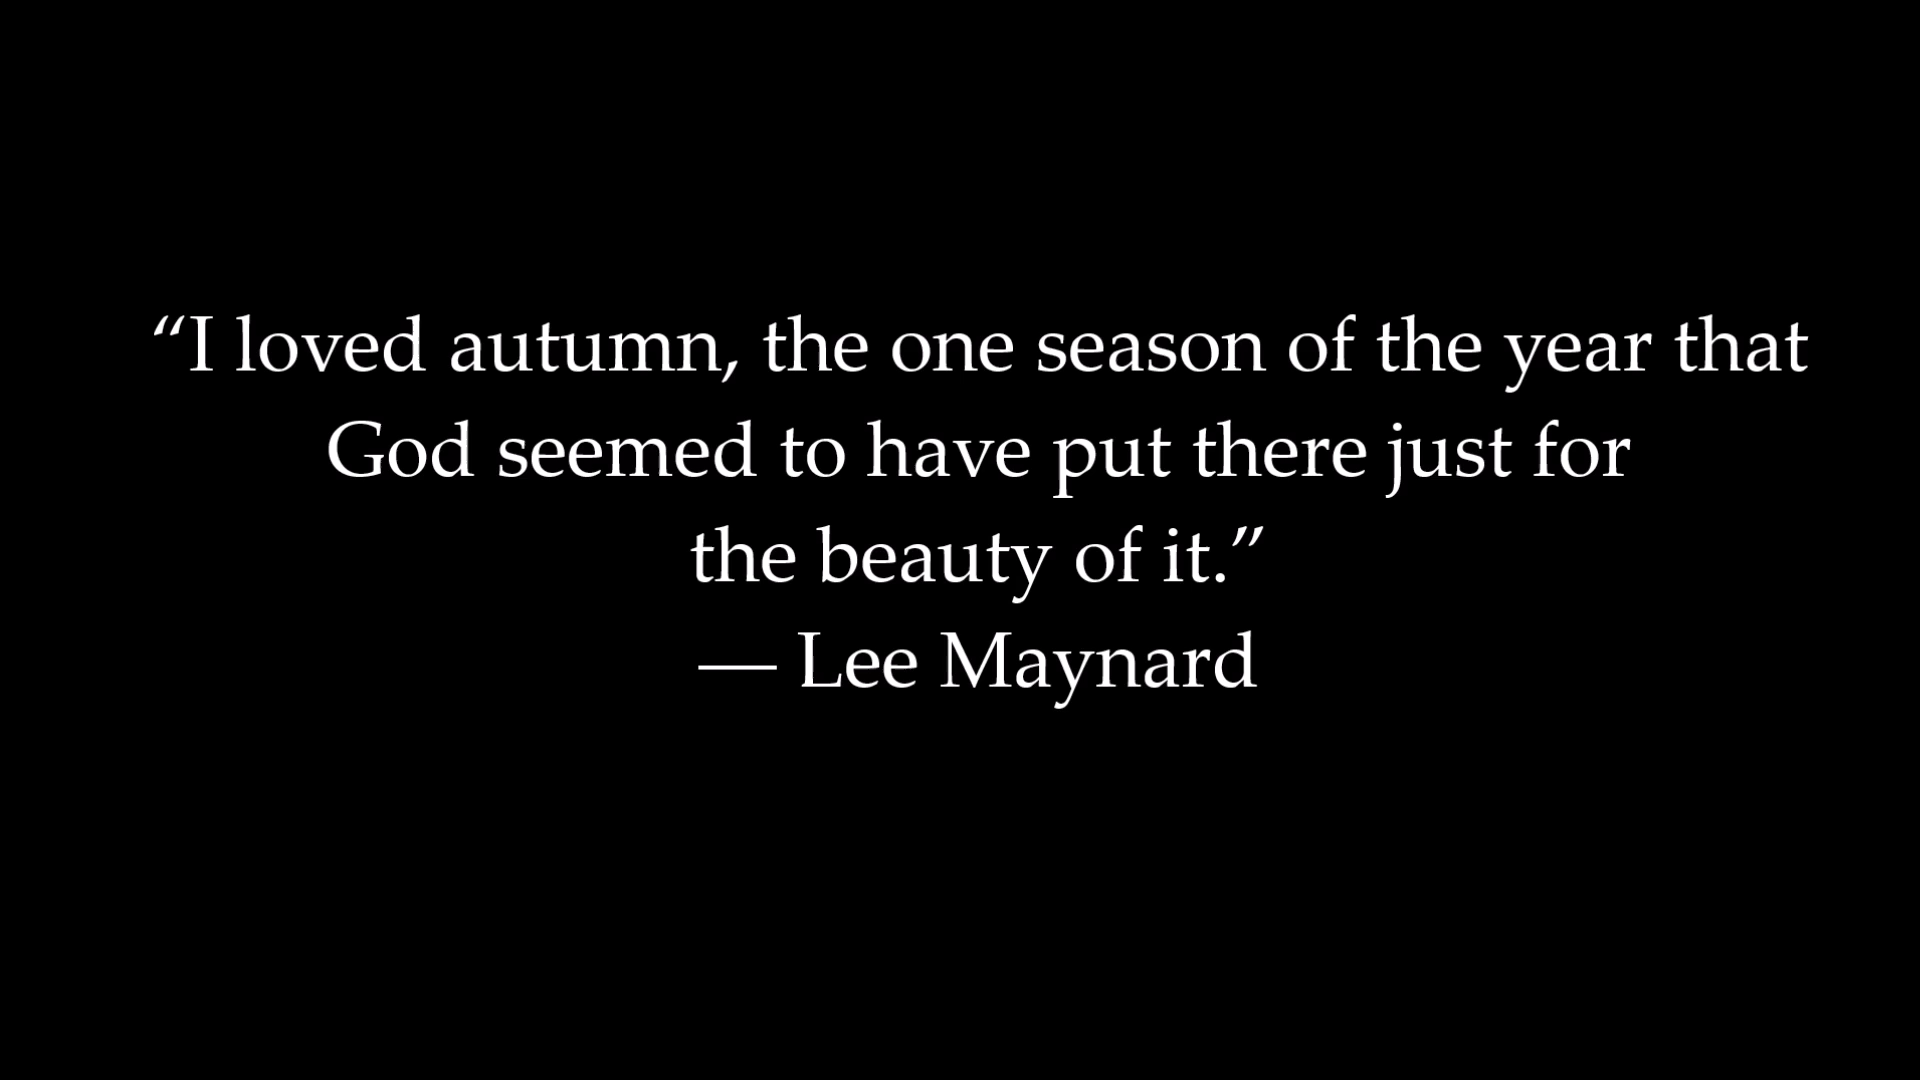 “I loved autumn, the one season of the year that
God seemed to have put there just for
the beauty of it.”
— Lee Maynard